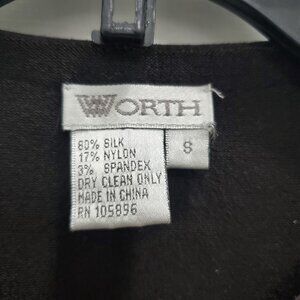 WORTH
S
80% SILK
17% NYLON
3% SPANDEX
DRY CLEAN ONLY
MADE IN CHINA
RN 105896